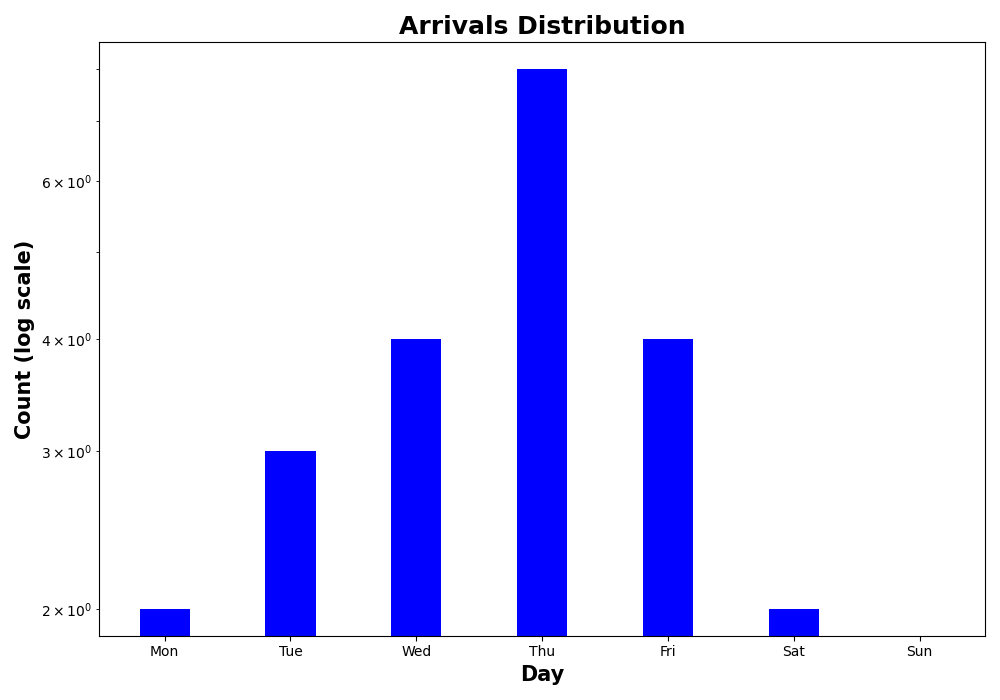 Arrivals Distribution
Count (log scale)
6 × 10⁰
4 × 10⁰
3 × 10⁰
2 × 10⁰
Mon Tue Wed Thu Fri Sat Sun
Day